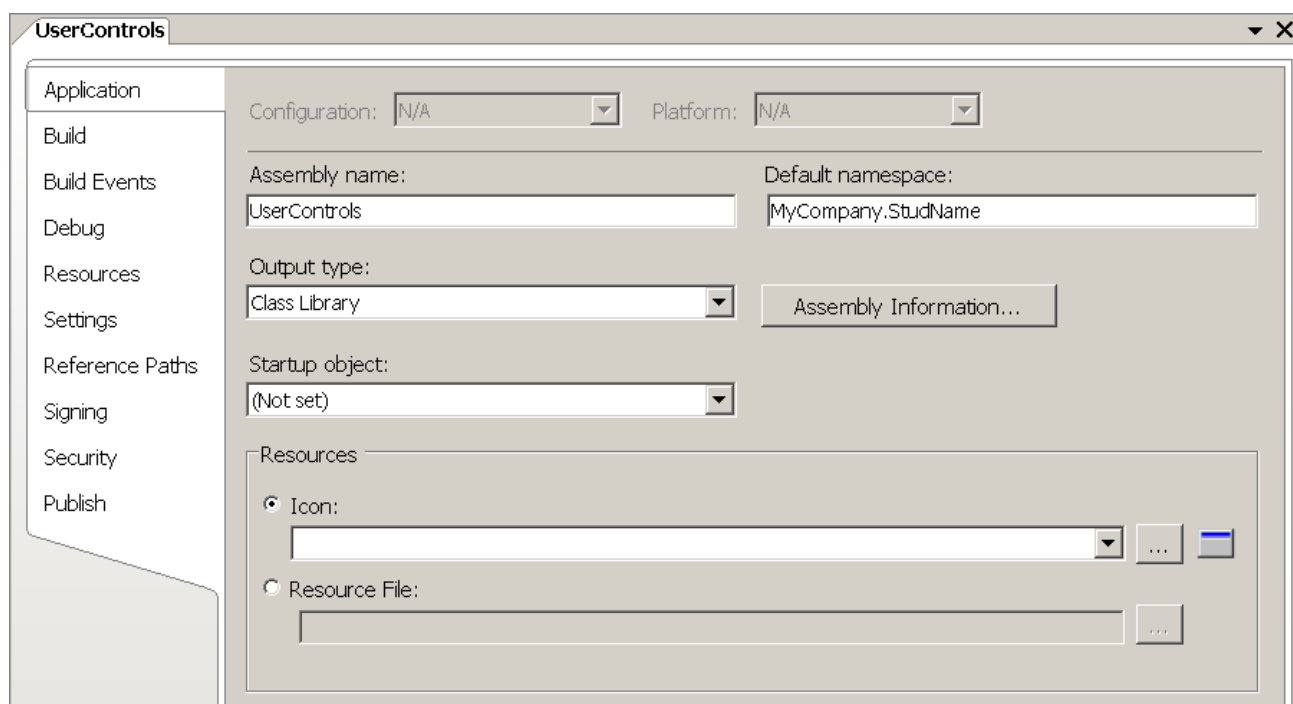 UserControls
Application
Build
Build Events
Debug
Resources
Settings
Reference Paths
Signing
Security
Publish
Configuration: N/A Platform: N/A
Assembly name: Default namespace:
UserControls MyCompany.StudName
Output type:
Class Library Assembly Information...
Startup object:
(Not set)
Resources
Icon:
...
Resource File:
...